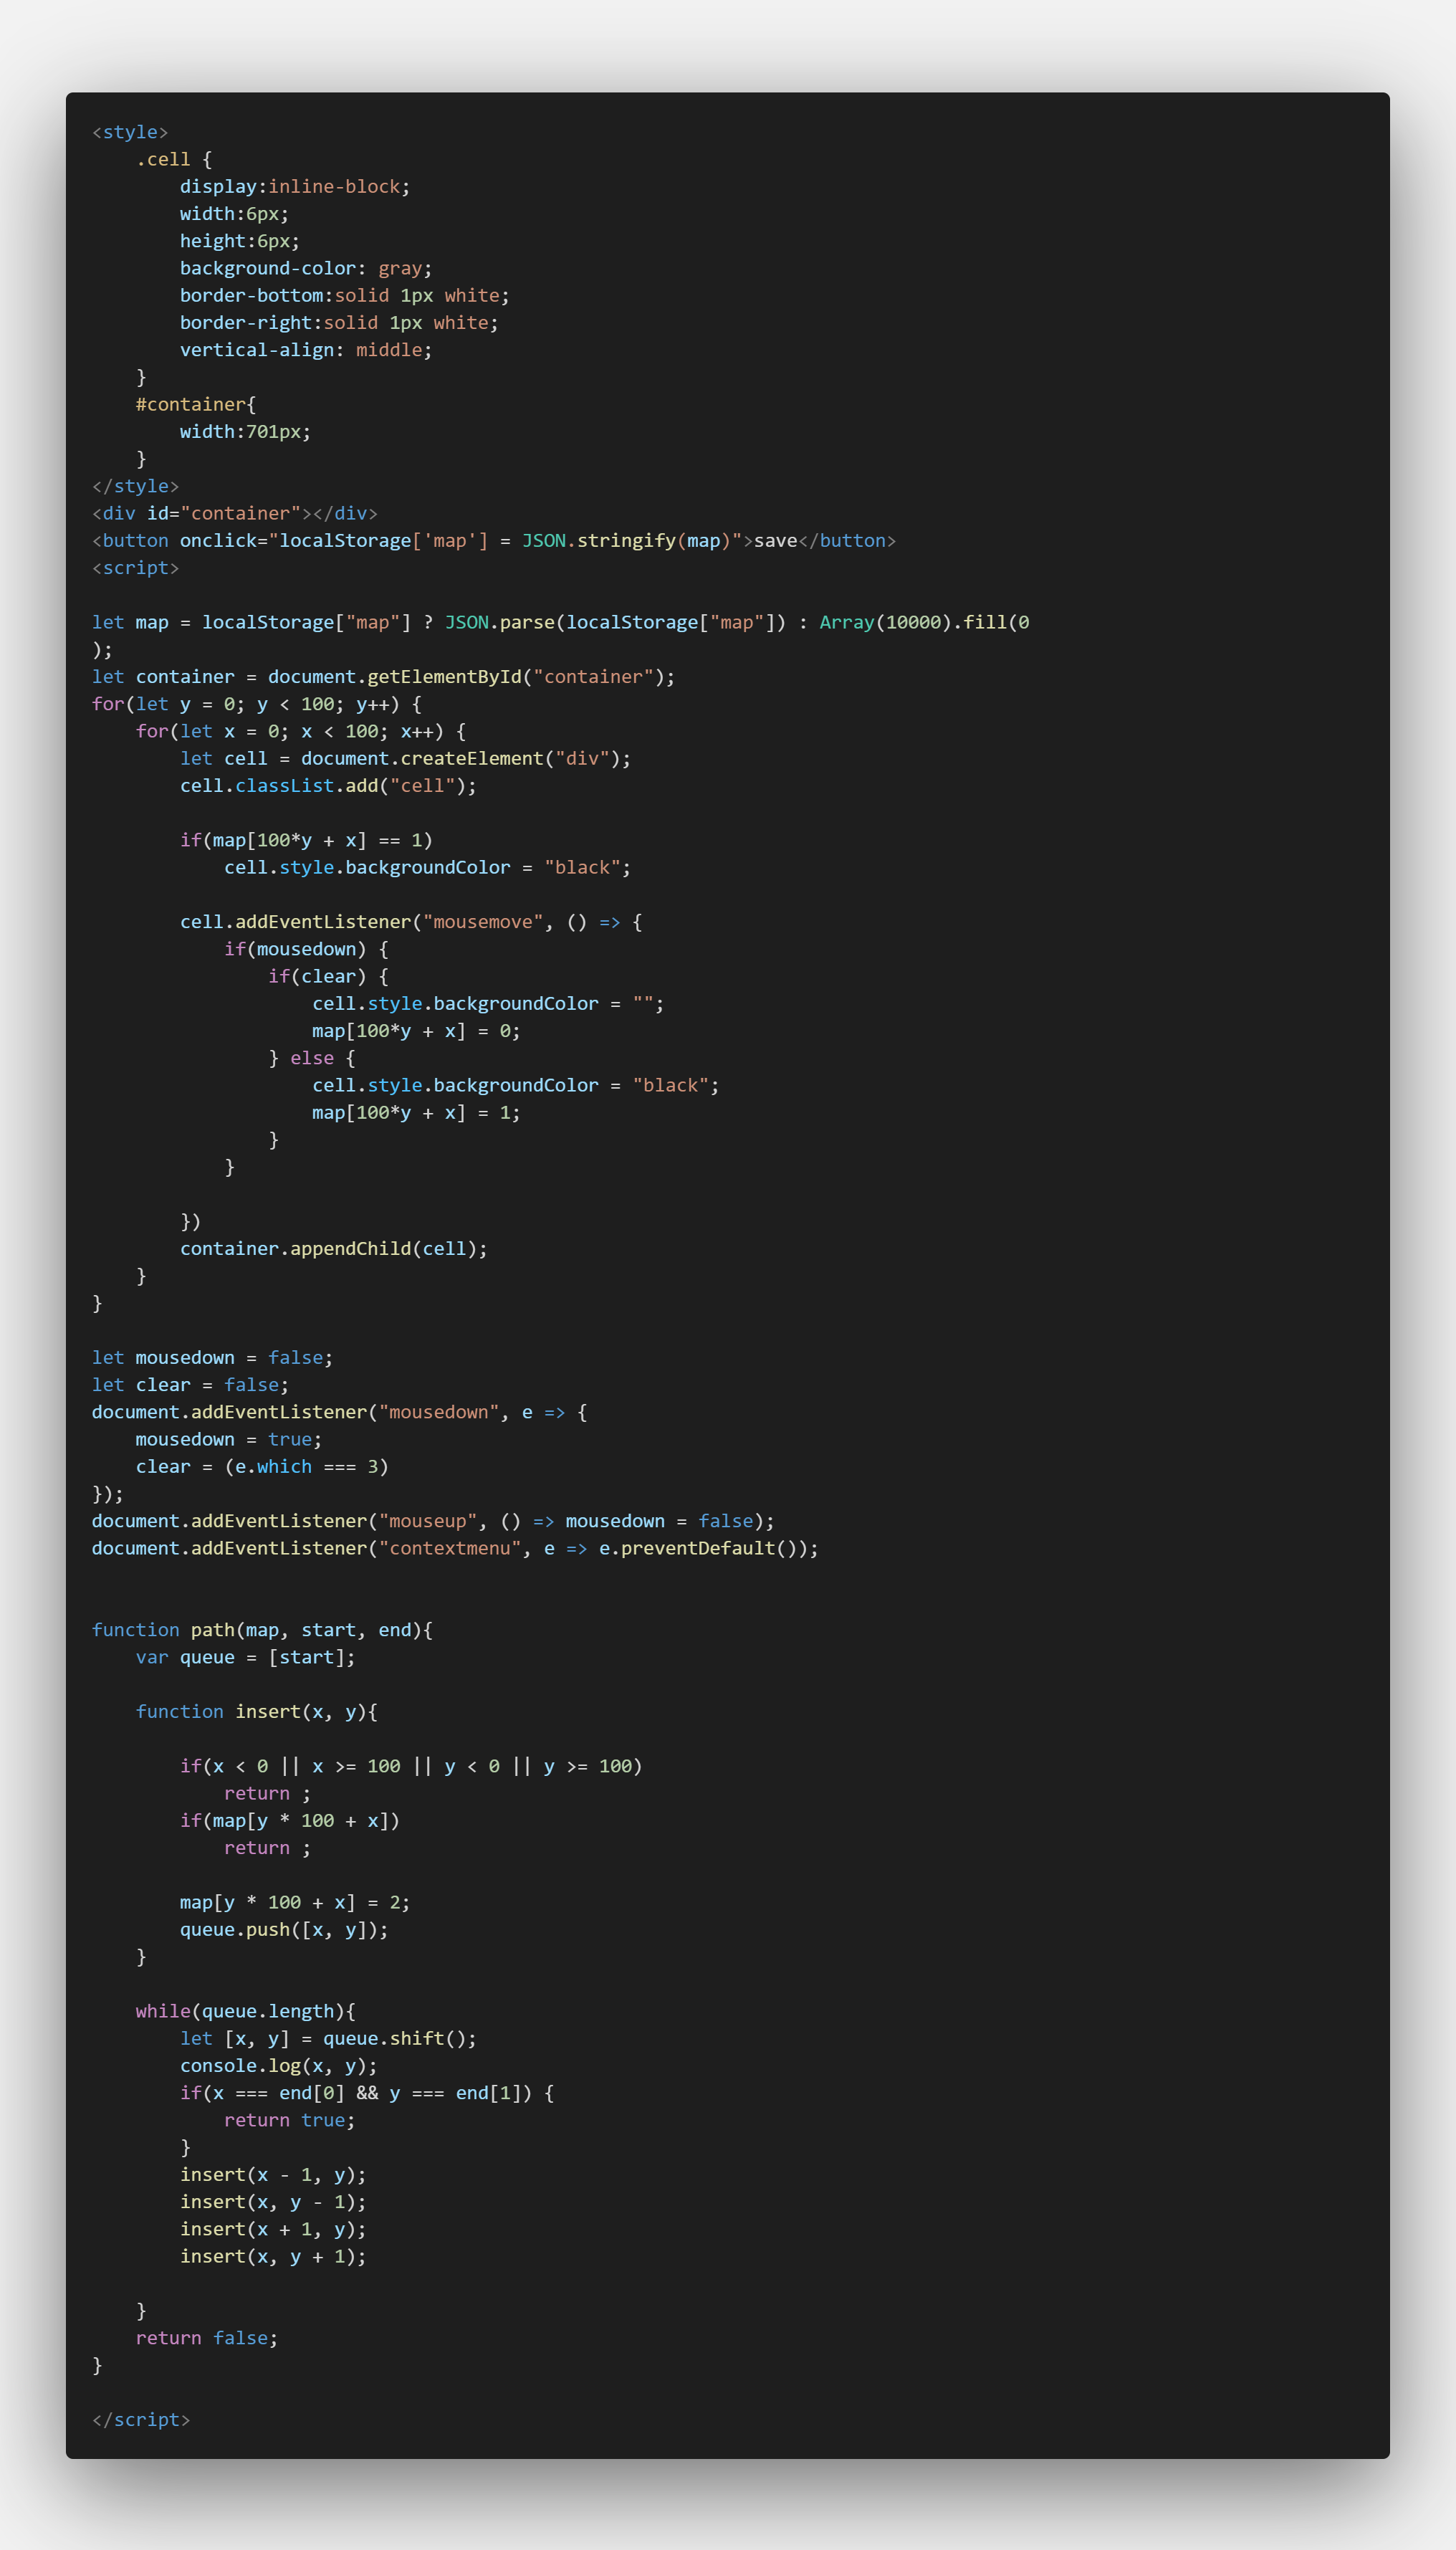 <style>
    .cell {
        display:inline-block;
        width:6px;
        height:6px;
        background-color: gray;
        border-bottom:solid 1px white;
        border-right:solid 1px white;
        vertical-align: middle;
    }
    #container{
        width:701px;
    }
</style>
<div id="container"></div>
<button onclick="localStorage['map'] = JSON.stringify(map)">save</button>
<script>

let map = localStorage["map"] ? JSON.parse(localStorage["map"]) : Array(10000).fill(0
);
let container = document.getElementById("container");
for(let y = 0; y < 100; y++) {
    for(let x = 0; x < 100; x++) {
        let cell = document.createElement("div");
        cell.classList.add("cell");

        if(map[100*y + x] == 1)
            cell.style.backgroundColor = "black";

        cell.addEventListener("mousemove", () => {
            if(mousedown) {
                if(clear) {
                    cell.style.backgroundColor = "";
                    map[100*y + x] = 0;
                } else {
                    cell.style.backgroundColor = "black";
                    map[100*y + x] = 1;
                }
            }

        })
        container.appendChild(cell);
    }
}

let mousedown = false;
let clear = false;
document.addEventListener("mousedown", e => {
    mousedown = true;
    clear = (e.which === 3)
});
document.addEventListener("mouseup", () => mousedown = false);
document.addEventListener("contextmenu", e => e.preventDefault());


function path(map, start, end){
    var queue = [start];

    function insert(x, y){

        if(x < 0 || x >= 100 || y < 0 || y >= 100)
            return ;
        if(map[y * 100 + x])
            return ;

        map[y * 100 + x] = 2;
        queue.push([x, y]);
    }

    while(queue.length){
        let [x, y] = queue.shift();
        console.log(x, y);
        if(x === end[0] && y === end[1]) {
            return true;
        }
        insert(x - 1, y);
        insert(x, y - 1);
        insert(x + 1, y);
        insert(x, y + 1);

    }
    return false;
}

</script>